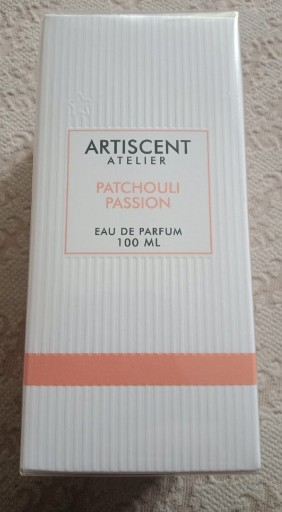 ARTISCENT
ATELIER
PATCHOULI
PASSION
EAU DE PARFUM
100 ML